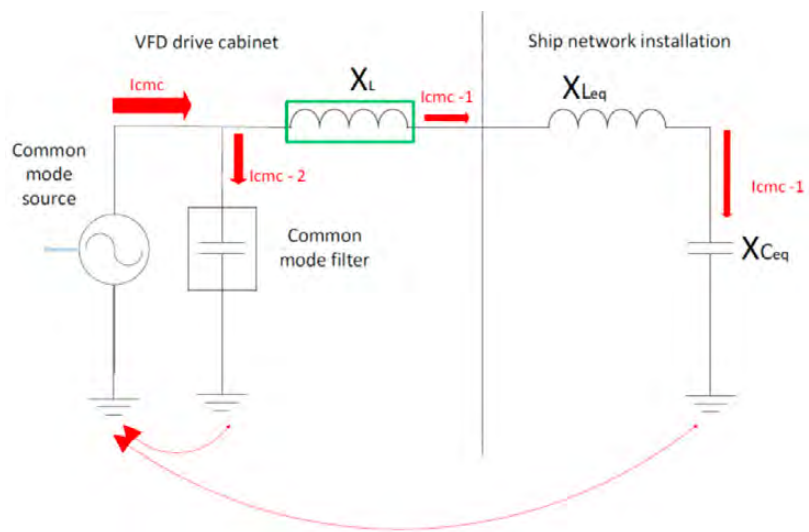 VFD drive cabinet
Ship network installation
Icmc
XL
Icmc -1
XLeq
Common
mode
source
Icmc - 2
Common
mode filter
Icmc -1
XCeq